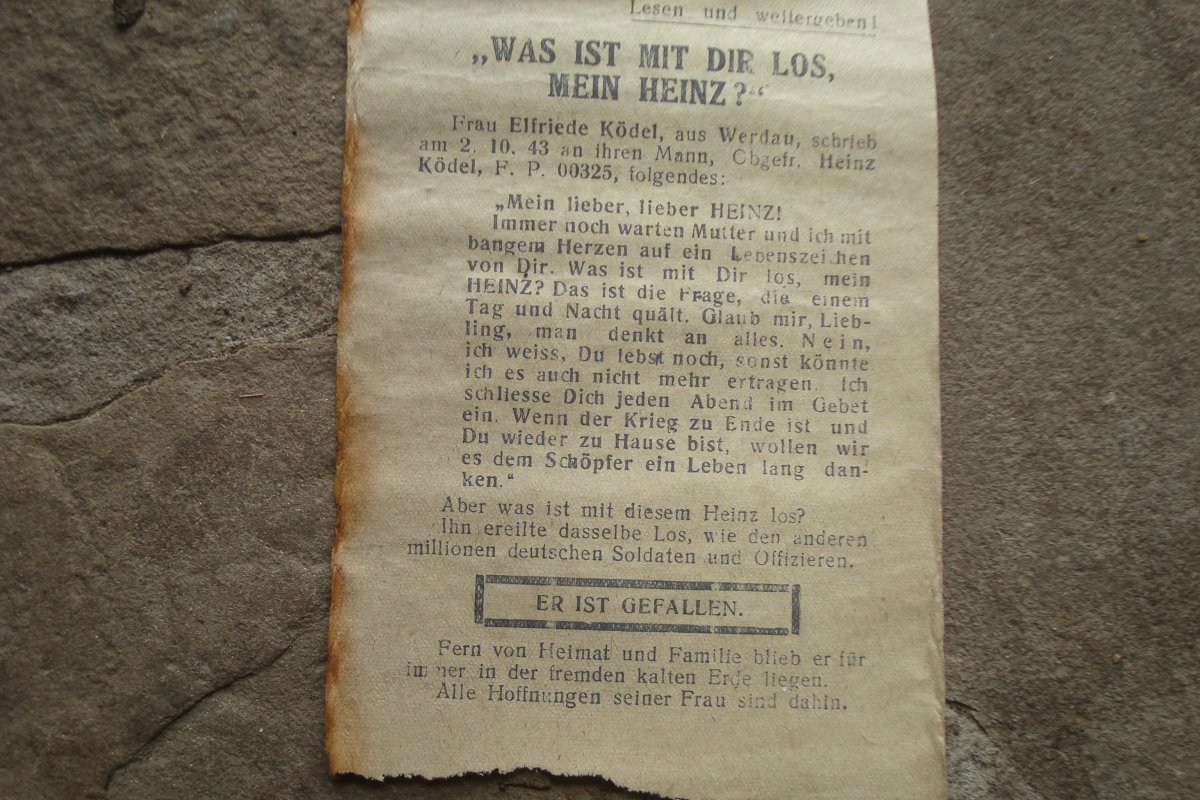 Lesen und weitergeben!
„WAS IST MIT DIR LOS,
MEIN HEINZ?“
Frau Elfriede Ködel, aus Werdau, schrieb
am 2. 10. 43 an ihren Mann, Obgefr. Heinz
Ködel, F. P. 00325, folgendes:
„Mein lieber, lieber HEINZ!
Immer noch warten Mutter und ich mit
bangem Herzen auf ein Lebenszeichen
von Dir. Was ist mit Dir los, mein
HEINZ? Das ist die Frage, die einem
Tag und Nacht quält. Glaub mir, Lieb-
ling, man denkt an alles. Nein,
ich weiss, Du lebst noch, sonst könnte
ich es auch nicht mehr ertragen. Ich
schliesse Dich jeden Abend im Gebet
ein. Wenn der Krieg zu Ende ist und
Du wieder zu Hause bist, wollen wir
es dem Schöpfer ein Leben lang dan-
ken.“
Aber was ist mit diesem Heinz los?
Ihn ereilte dasselbe Los, wie den anderen
millionen deutschen Soldaten und Offizieren.
ER IST GEFALLEN.
Fern von Heimat und Familie blieb er für
immer in der fremden kalten Erde liegen.
Alle Hoffnungen seiner Frau sind dahin.